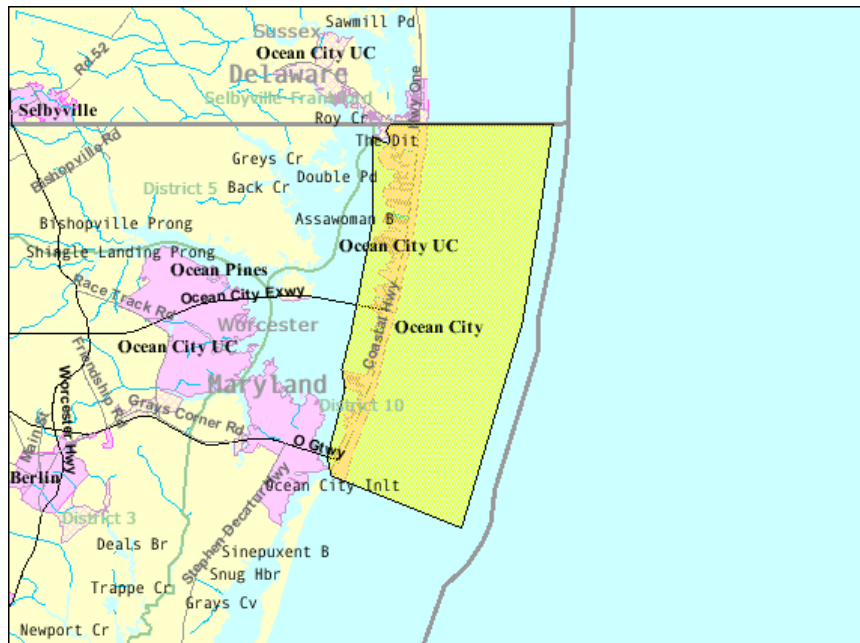 Sawmill Pd
Sussex
Ocean City UC
Rd 52
Delaware
Selbyville-Frankford
Selbyville
Hwy One
Roy Cr
The Dit
Bishopville Rd
Greys Cr
Double Pd
District 5
Back Cr
Assawoman B
Bishopville Prong
Ocean City UC
Shingle Landing Prong
Ocean Pines
Race Track Rd
Ocean City Exwy
Worcester
Coastal Hwy
Ocean City
Ocean City UC
Friendship Rd
Worcester Hwy
Maryland
Grays Corner Rd
District 10
Main St
O Gtwy
Berlin
Ocean City Inlt
Stephen Decatur Hwy
District 3
Deals Br
Sinepuxent B
Snug Hbr
Trappe Cr
Grays Cv
Newport Cr